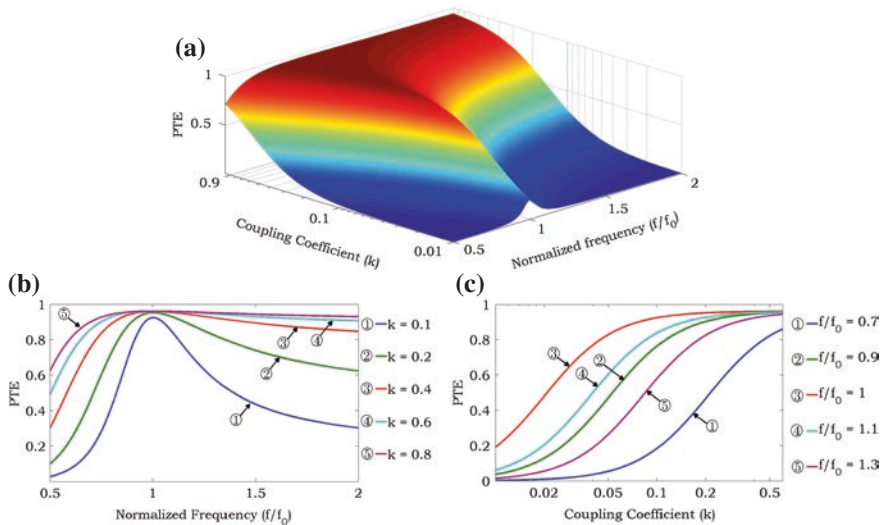 (a)
1
0.5
PTE
0.9
0.1
0.01
Coupling Coefficient (k)
0.5
1
1.5
2
Normalized frequency (f/f0)
(b)
1
0.8
0.6
0.4
0.2
PTE
0.5
1
1.5
2
Normalized Frequency (f/f0)
⑤
④
③
②
①
① k = 0.1
② k = 0.2
③ k = 0.4
④ k = 0.6
⑤ k = 0.8
(c)
1
0.8
0.6
0.4
0.2
0
PTE
0.02
0.05
0.1
0.2
0.5
Coupling Coefficient (k)
③
②
④
⑤
①
① f/f0 = 0.7
② f/f0 = 0.9
③ f/f0 = 1
④ f/f0 = 1.1
⑤ f/f0 = 1.3